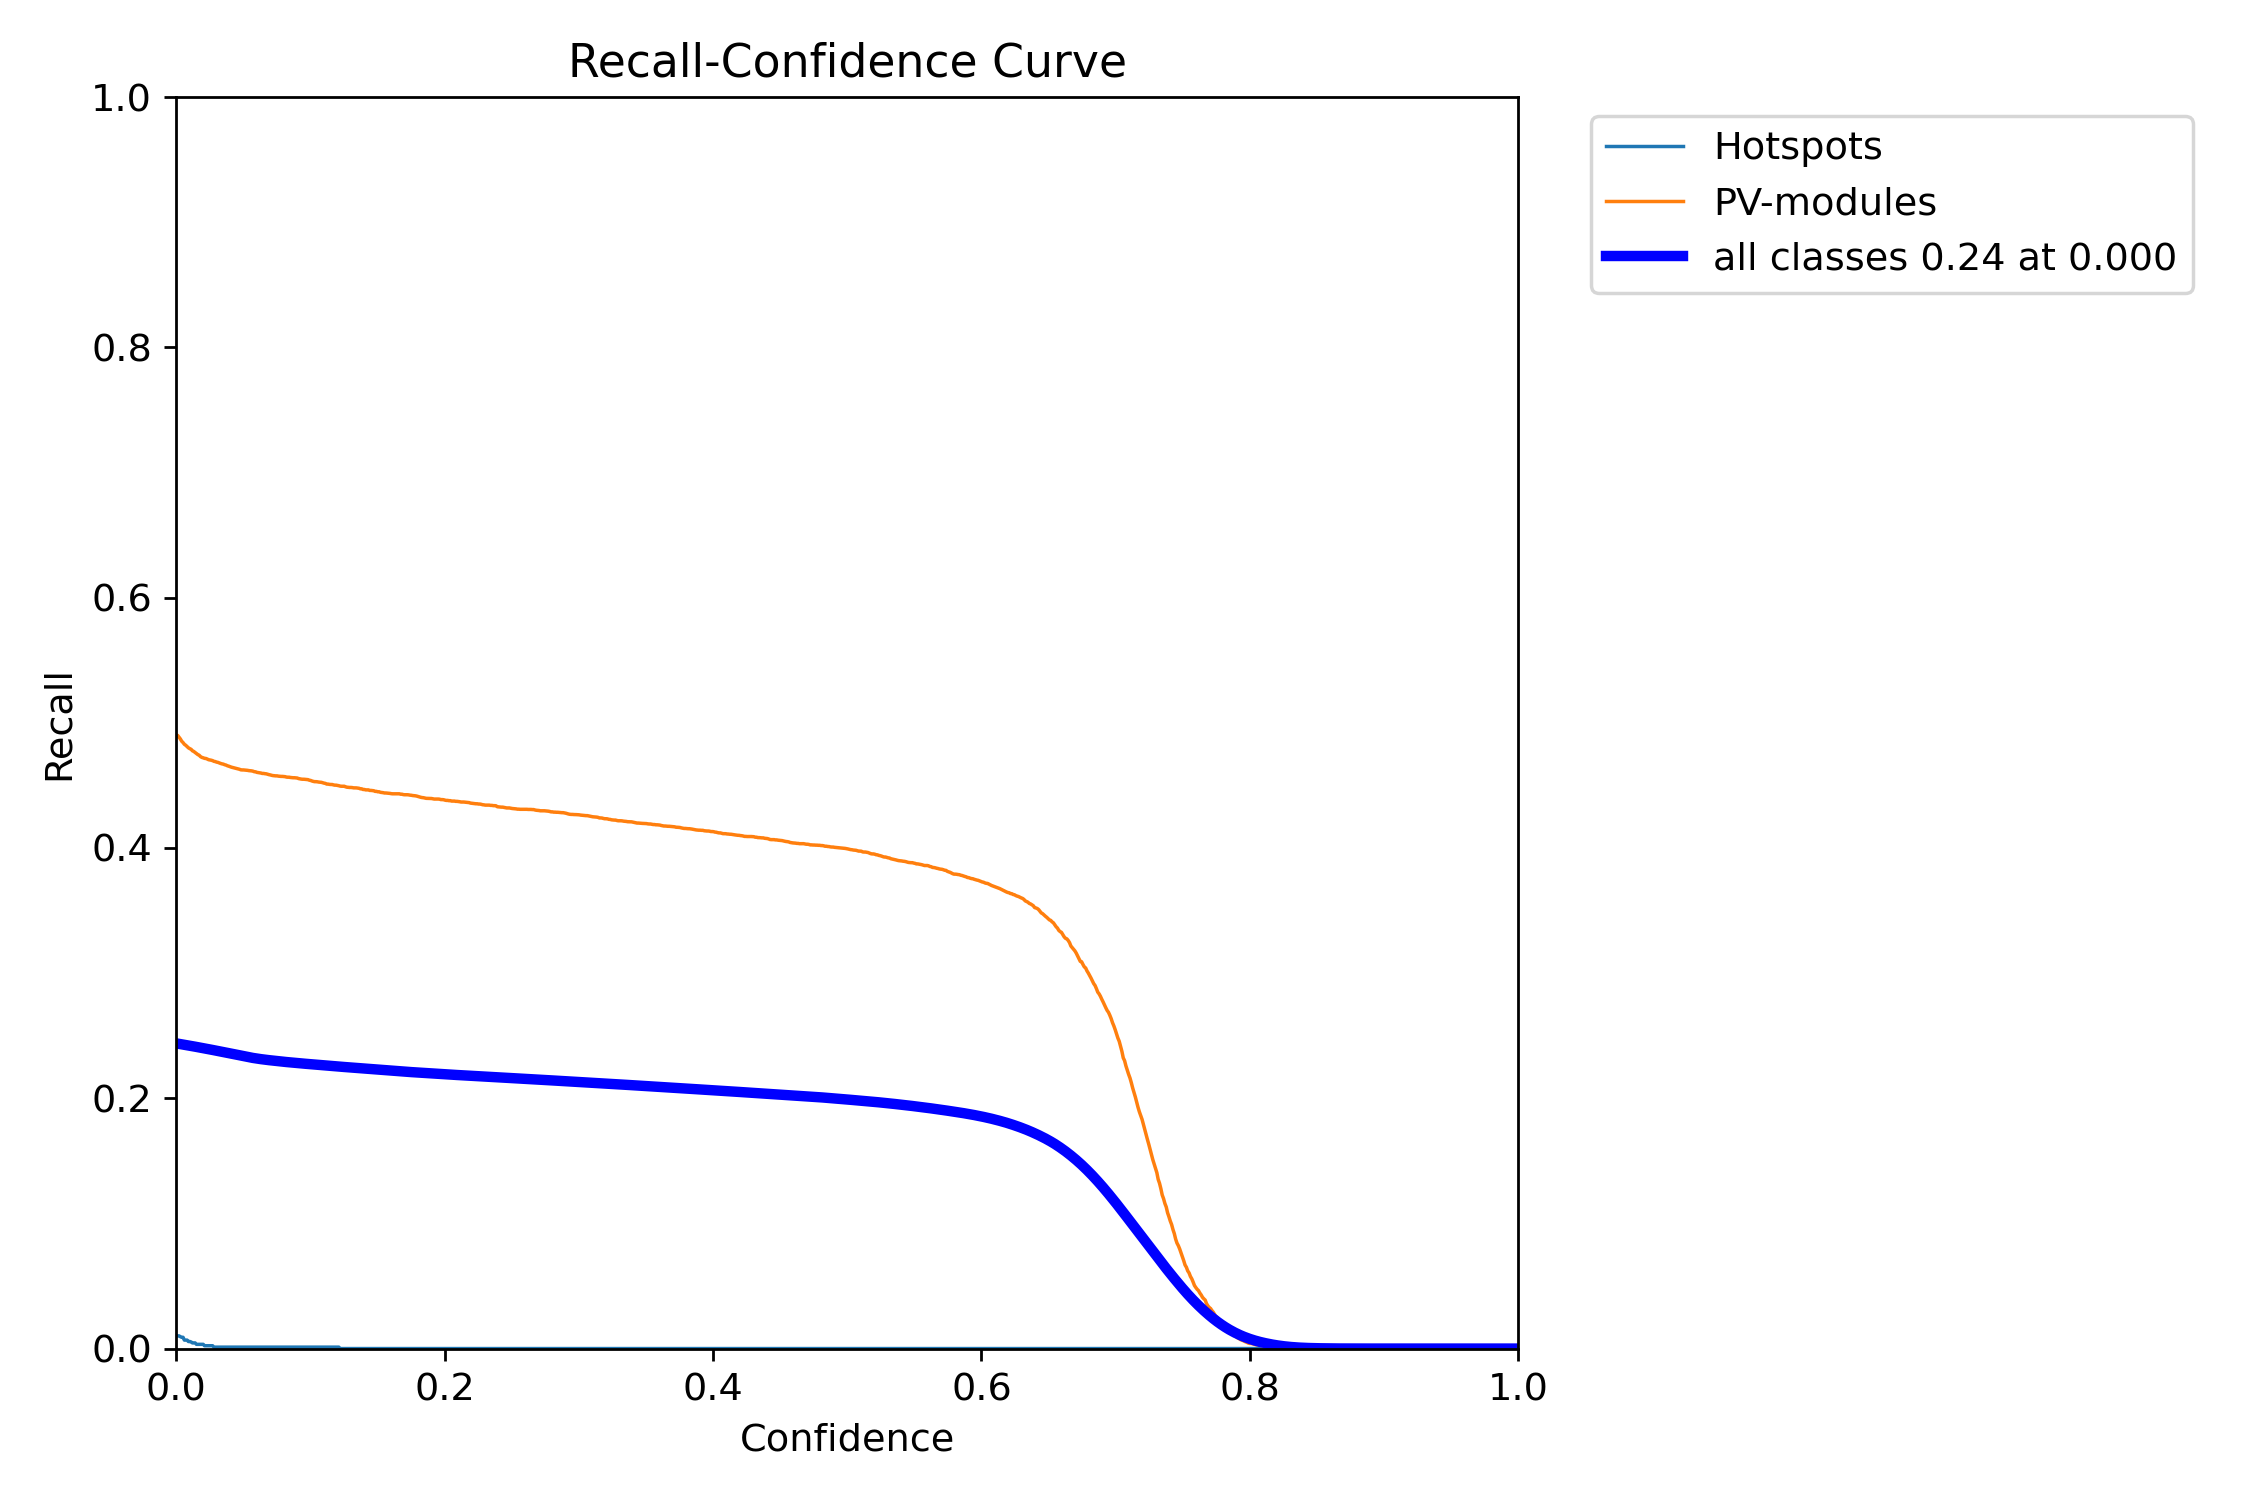 Recall-Confidence Curve
1.0
0.8
0.6
0.4
0.2
0.0
Recall
0.0 0.2 0.4 0.6 0.8 1.0
Confidence
Hotspots
PV-modules
all classes 0.24 at 0.000